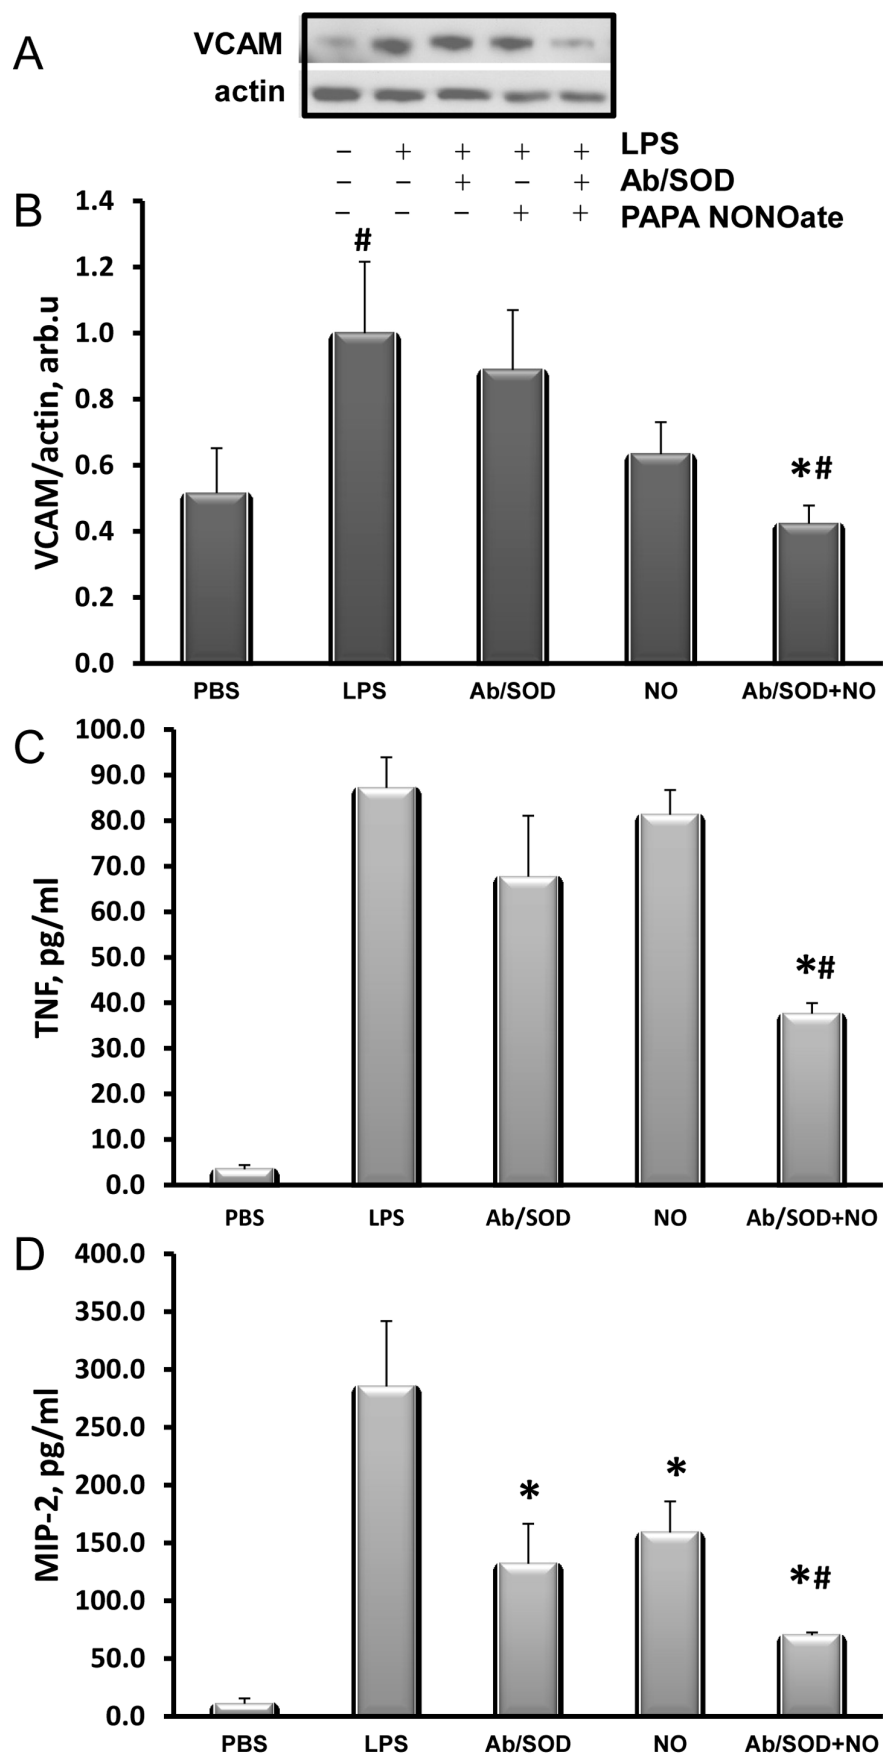 A
VCAM
actin
− + + + + LPS
− − + − + Ab/SOD
− − − + + PAPA NONOate
B
VCAM/actin, arb.u
1.4
1.2
1.0
0.8
0.6
0.4
0.2
0.0
#
*#
PBS LPS Ab/SOD NO Ab/SOD+NO
C
TNF, pg/ml
100.0
90.0
80.0
70.0
60.0
50.0
40.0
30.0
20.0
10.0
0.0
*#
PBS LPS Ab/SOD NO Ab/SOD+NO
D
MIP-2, pg/ml
400.0
350.0
300.0
250.0
200.0
150.0
100.0
50.0
0.0
* * *#
PBS LPS Ab/SOD NO Ab/SOD+NO